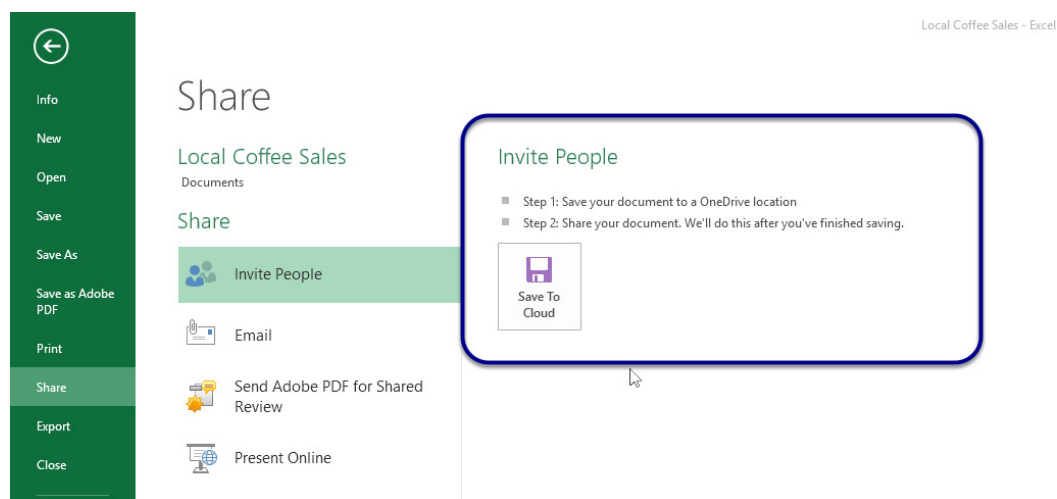 Local Coffee Sales - Excel
Info
New
Open
Save
Save As
Save as Adobe
PDF
Print
Share
Export
Close
Share
Local Coffee Sales
Documents
Share
Invite People
Email
Send Adobe PDF for Shared
Review
Present Online
Invite People
Step 1: Save your document to a OneDrive location
Step 2: Share your document. We'll do this after you've finished saving.
Save To
Cloud